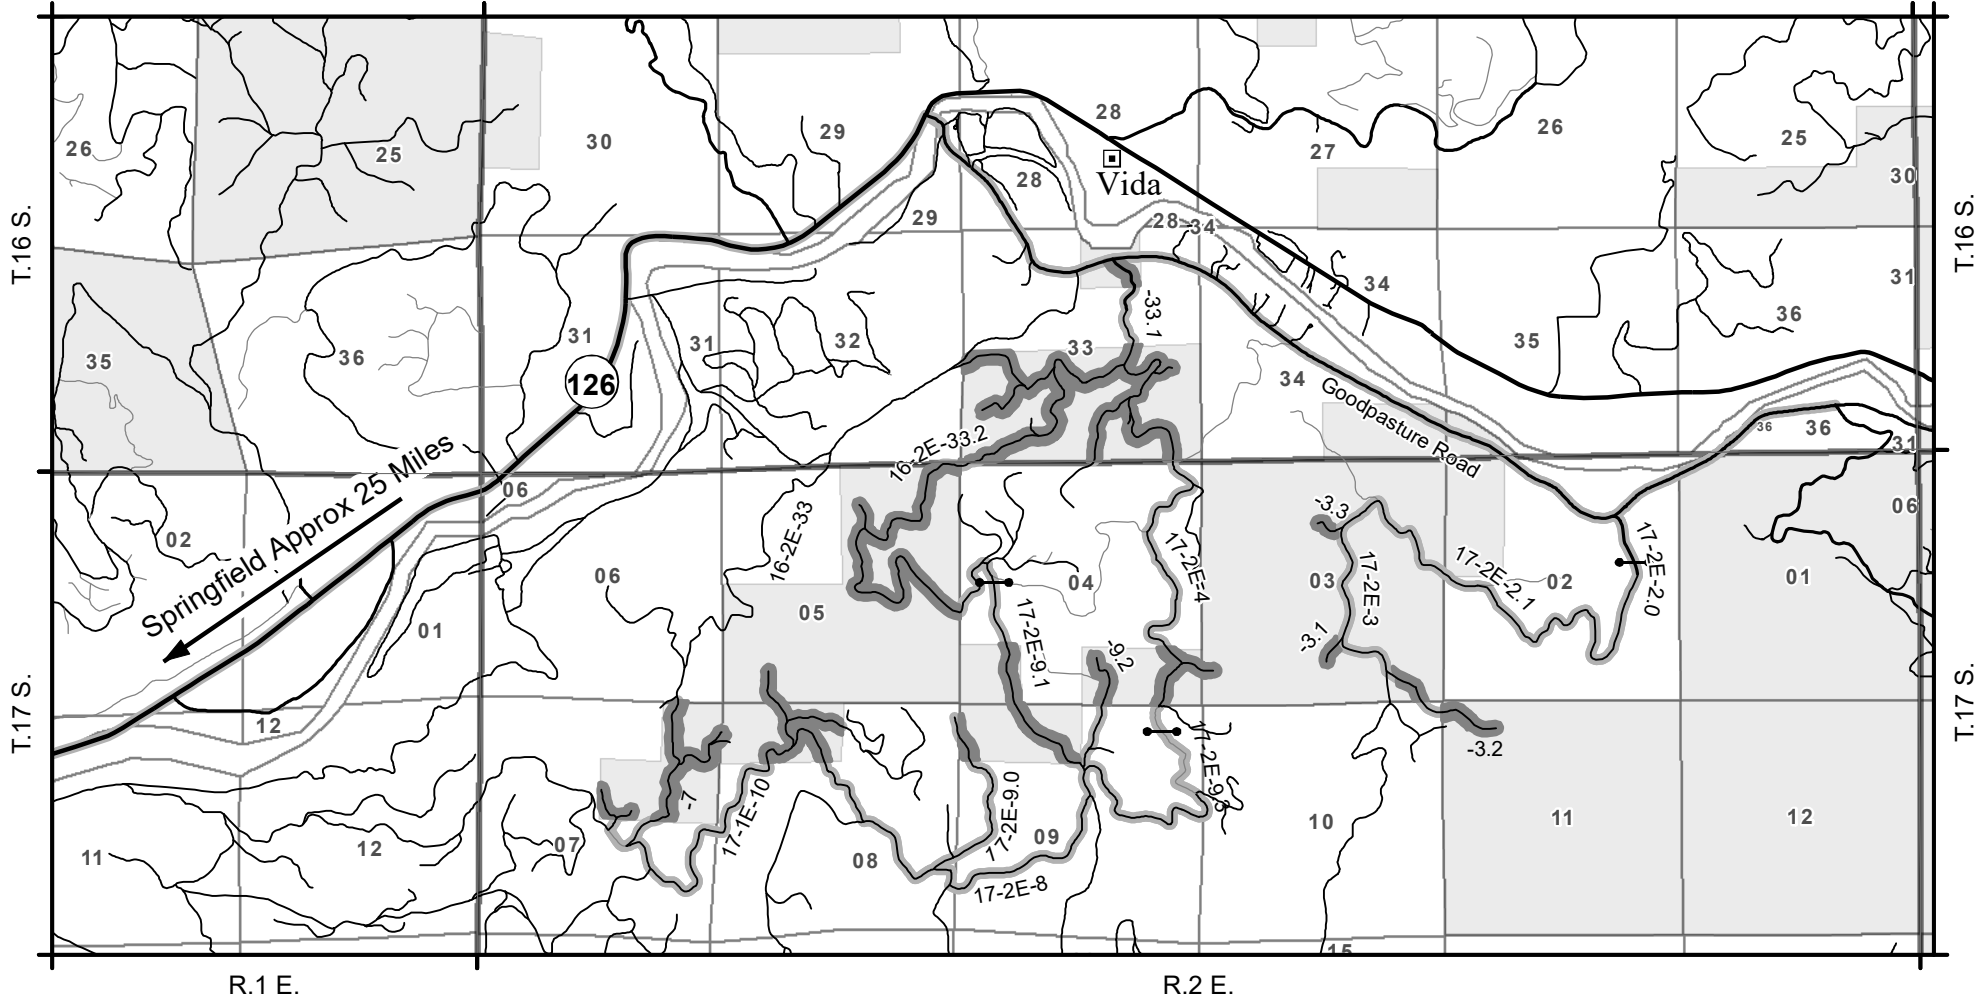 28
29
26
30
25
26
27
25
28
Vida
30
T.16 S.
T.16 S.
29
28
34
34
31
-33.1
36
31
31
32
33
35
36
35
126
34
Goodpasture Road
36
36
31
16-2E-33.2
Springfield Approx 25 Miles
06
-3.3
06
16-2E-33
02
17-2E-4
17-2E-2.1
17-2E-2.0
06
04
03
17-2E-3
02
01
05
01
17-2E-9.1
-9.2
-3.1
T.17 S.
T.17 S.
12
-3.2
17-2E-9.3
-7
17-1E-10
17-2E-9.0
11
12
07
08
09
10
11
12
17-2E-8
15
R.1 E.
R.2 E.